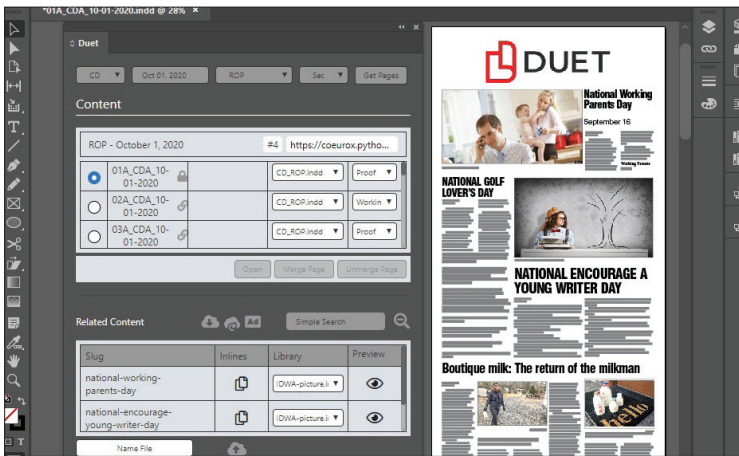 *01A_CDA_10-01-2020.indd @ 28% ×
Duet
CD Oct 01, 2020 ROP Sec Get Pages
Content
ROP - October 1, 2020 #4 https://coeurox.pytho...
01A_CDA_10-
01-2020
CD_ROP.indd Proof
02A_CDA_10-
01-2020
CD_ROP.indd Workin
03A_CDA_10-
01-2020
CD_ROP.indd Proof
Open Merge Page Unmerge Page
Related Content Ad Simple Search
Slug Inlines Library Preview
national-working-
parents-day
IDWA-picture.i
national-encourage-
young-writer-day
IDWA-picture.i
Name File
DUET
National Working
Parents Day
September 16
Working Parents
NATIONAL GOLF
LOVER'S DAY
NATIONAL ENCOURAGE A
YOUNG WRITER DAY
Boutique milk: The return of the milkman
hello